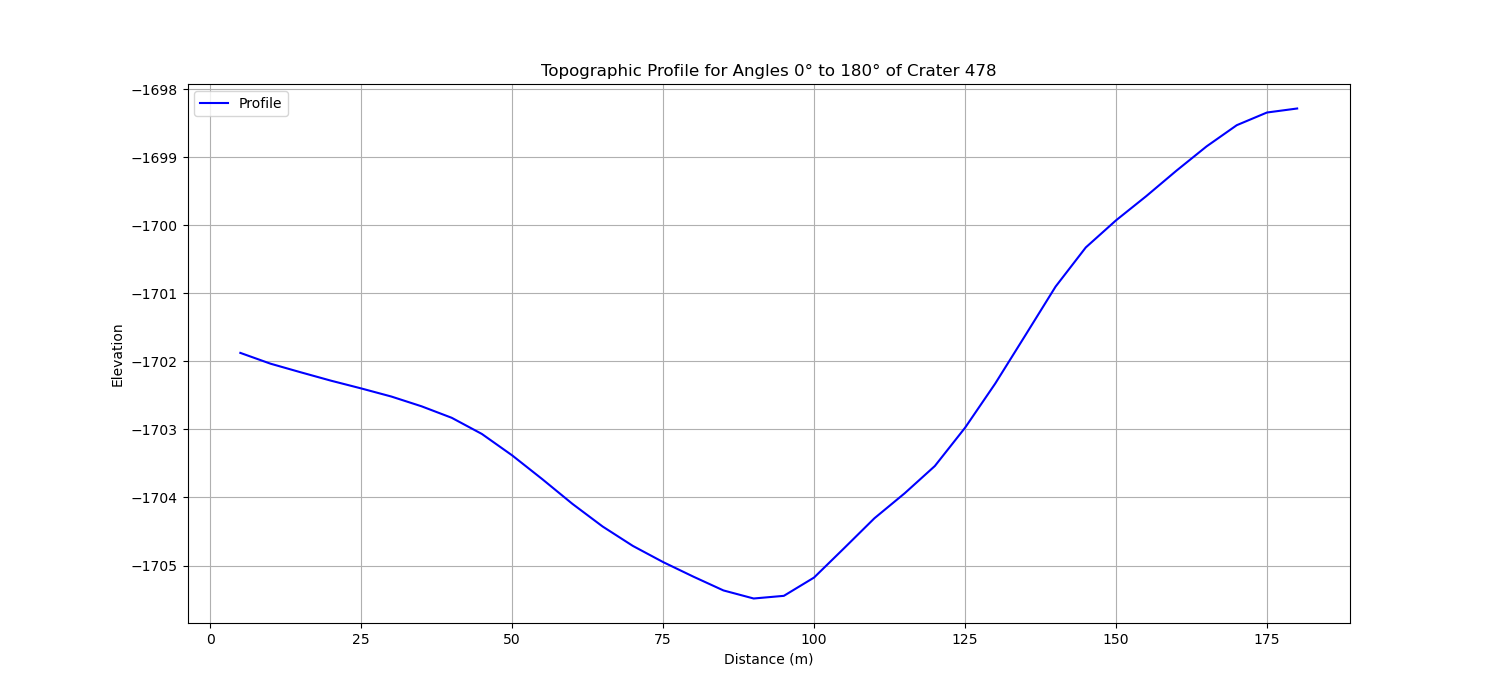 Topographic Profile for Angles 0° to 180° of Crater 478
Profile
−1698
−1699
−1700
−1701
−1702
−1703
−1704
−1705
Elevation
0 25 50 75 100 125 150 175
Distance (m)